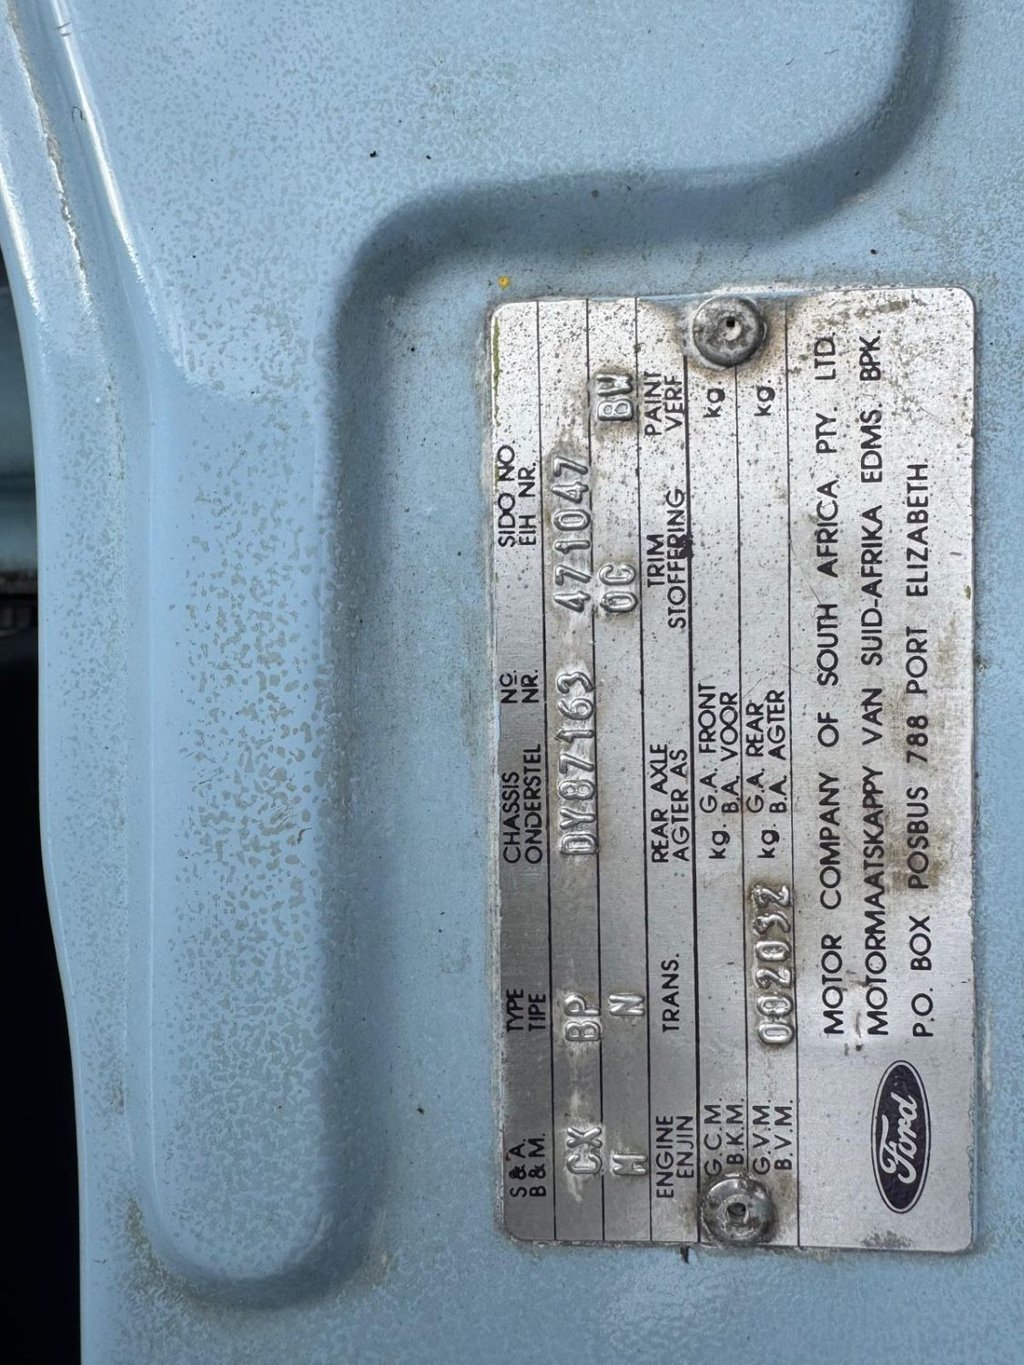 S & A. TYPE CHASSIS NO. SIDO NO
B & M. TIPE ONDERSTEL NR. EIH NR.
CX BP DY87163 471047
M N OC BW
ENGINE TRANS. REAR AXLE TRIM PAINT
ENJIN AGTER AS STOFFERING VERF
G.C.M. kg. G.A. FRONT kg.
B.K.M. B.A. VOOR
G.V.M. 002032 kg. G.A. REAR kg.
B.V.M. B.A. AGTER
MOTOR COMPANY OF SOUTH AFRICA PTY. LTD.
MOTORMAATSKAPPY VAN SUID-AFRIKA EDMS. BPK.
Ford P.O. BOX POSBUS 788 PORT ELIZABETH